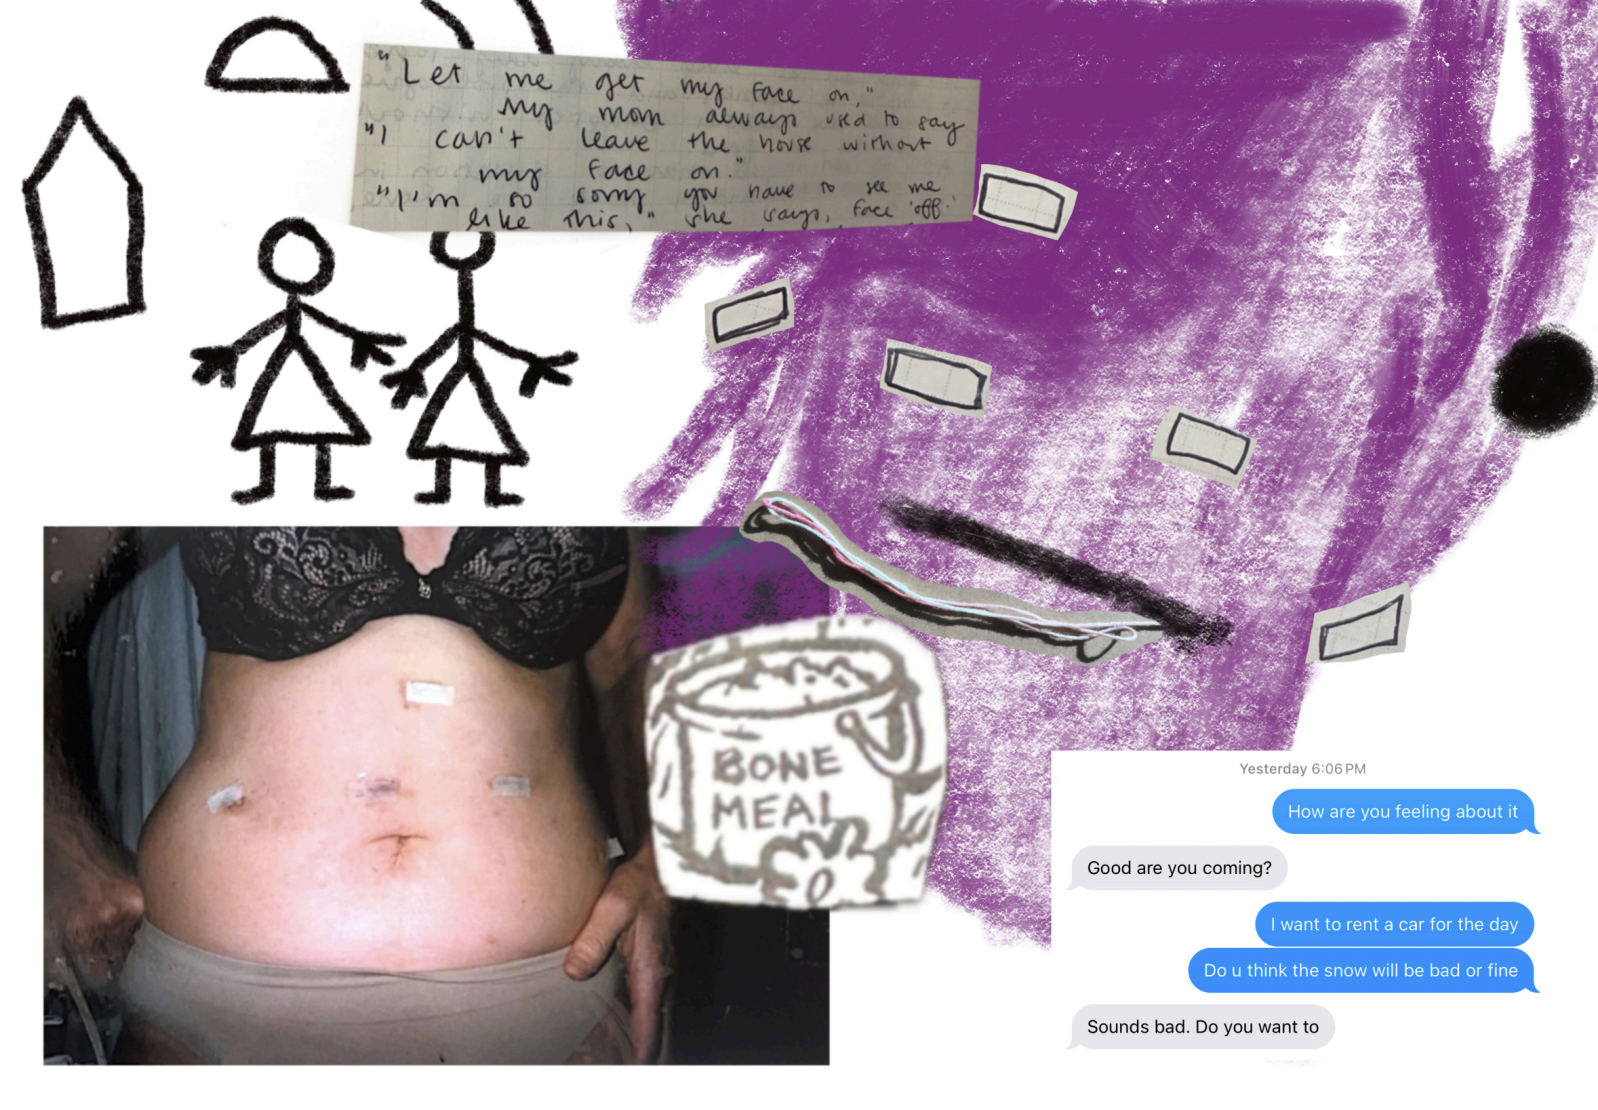 "Let me get my face on,"
My mom always used to say
"I can't leave the house without
my face on."
"I'm so sorry you have to see me
like this," she says, face 'off.'
BONE
MEAL
Yesterday 6:06 PM
How are you feeling about it
Good are you coming?
I want to rent a car for the day
Do u think the snow will be bad or fine
Sounds bad. Do you want to